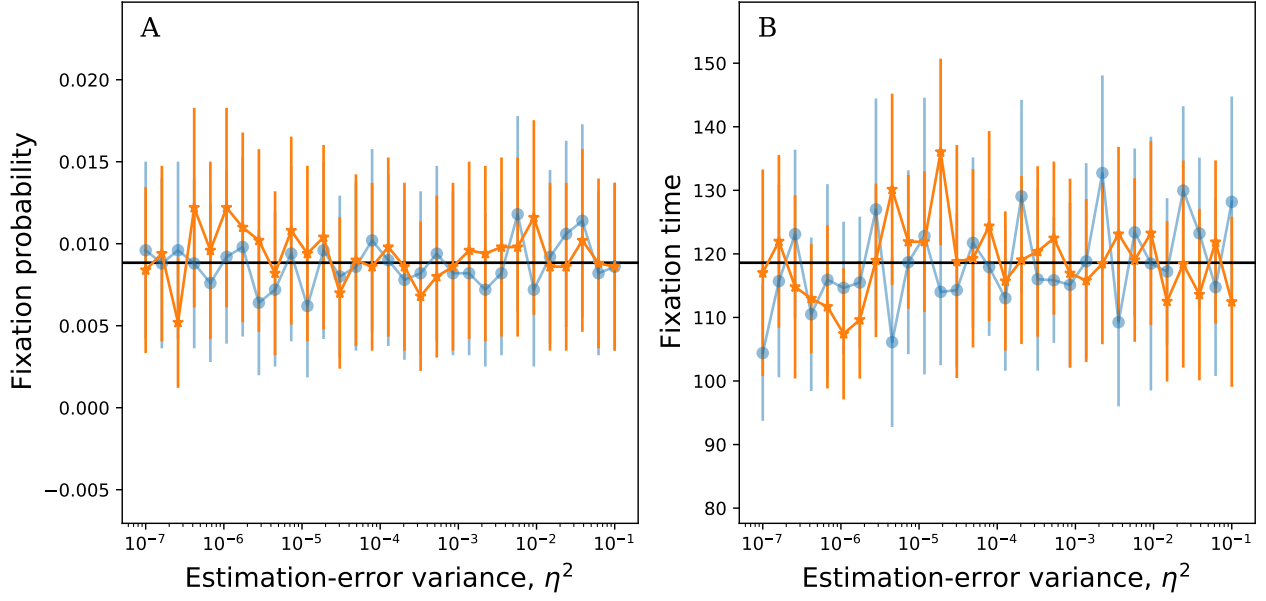 A
Fixation probability
0.020
0.015
0.010
0.005
0.000
−0.005
10⁻⁷ 10⁻⁶ 10⁻⁵ 10⁻⁴ 10⁻³ 10⁻² 10⁻¹
Estimation-error variance, η²
B
Fixation time
150
140
130
120
110
100
90
80
10⁻⁷ 10⁻⁶ 10⁻⁵ 10⁻⁴ 10⁻³ 10⁻² 10⁻¹
Estimation-error variance, η²